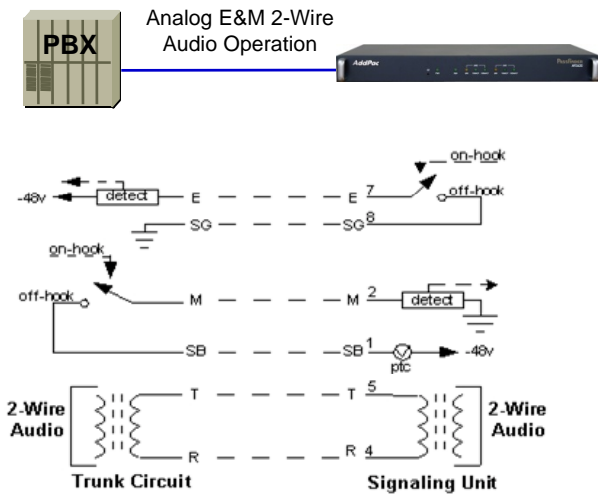 Analog E&M 2-Wire
Audio Operation
PBX
AddPac
on-hook
-48v detect E E 7 off-hook
SG SG 8
on-hook
off-hook M M 2 detect
SB SB 1 -48v
ptc
T T 5
2-Wire
Audio
2-Wire
Audio
R R 4
Trunk Circuit Signaling Unit